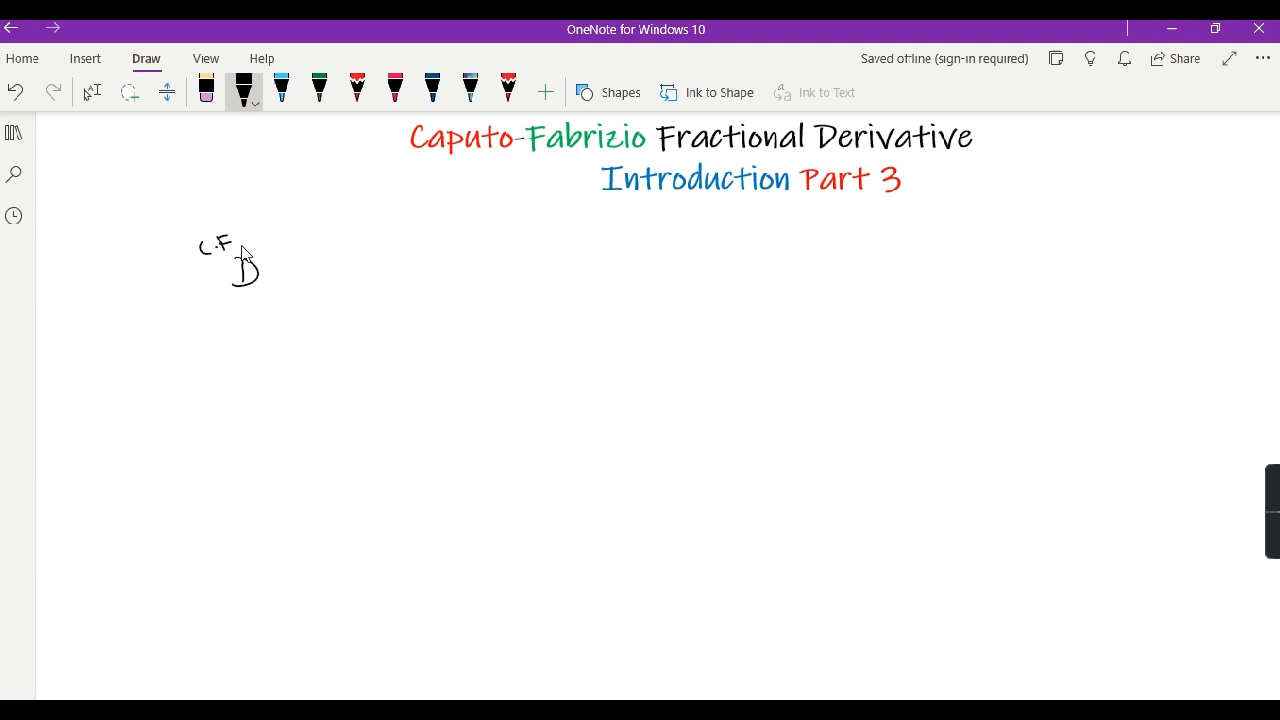 OneNote for Windows 10
Home Insert Draw View Help
Saved offline (sign-in required) Share
Shapes Ink to Shape Ink to Text
Caputo-Fabrizio Fractional Derivative
Introduction Part 3
C.F
D